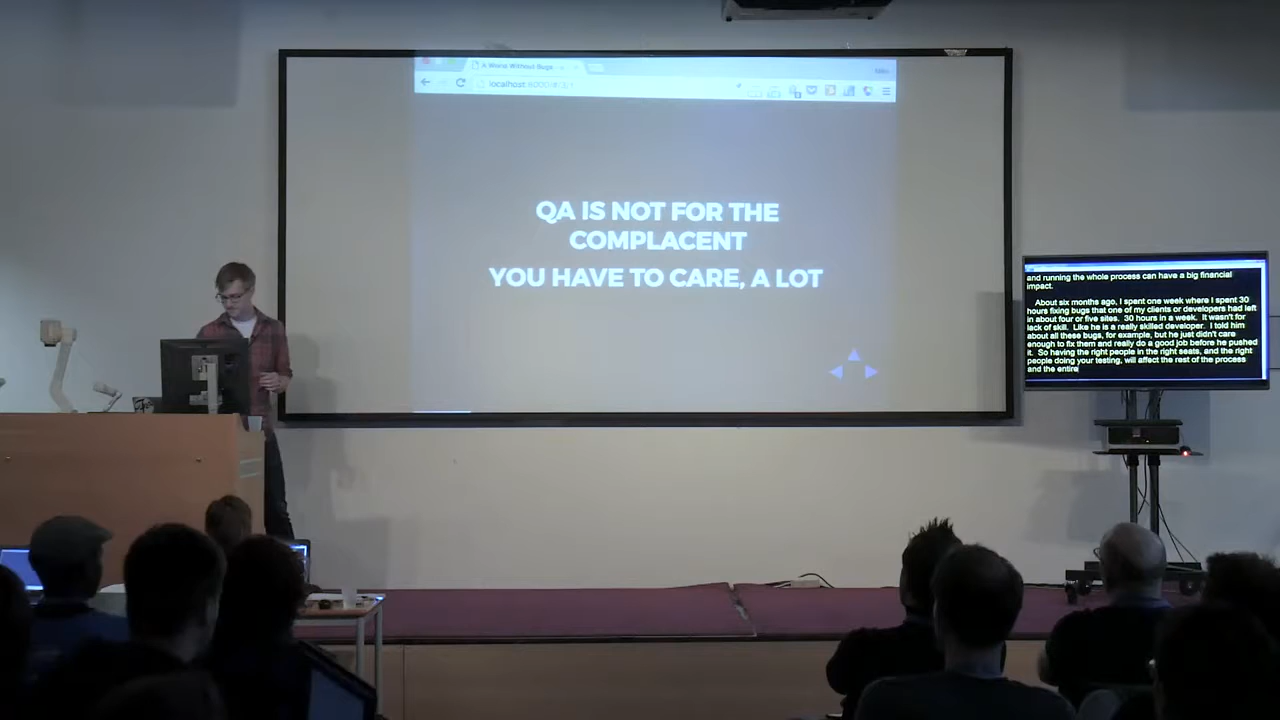 A World Without Bugs
localhost
QA IS NOT FOR THE
COMPLACENT
YOU HAVE TO CARE, A LOT
and running the whole process can have a big financial
impact.
About six months ago, I spent one week where I spent 30
hours fixing bugs that one of my clients or developers had left
in about four or five sites. 30 hours in a week. It wasn't for
lack of skill. Like he is a really skilled developer. I told him
about all these bugs, for example, but he just didn't care
enough to fix them and really do a good job before he pushed
it. So having the right people in the right seats, and the right
people doing your testing, will affect the rest of the process
and the entire